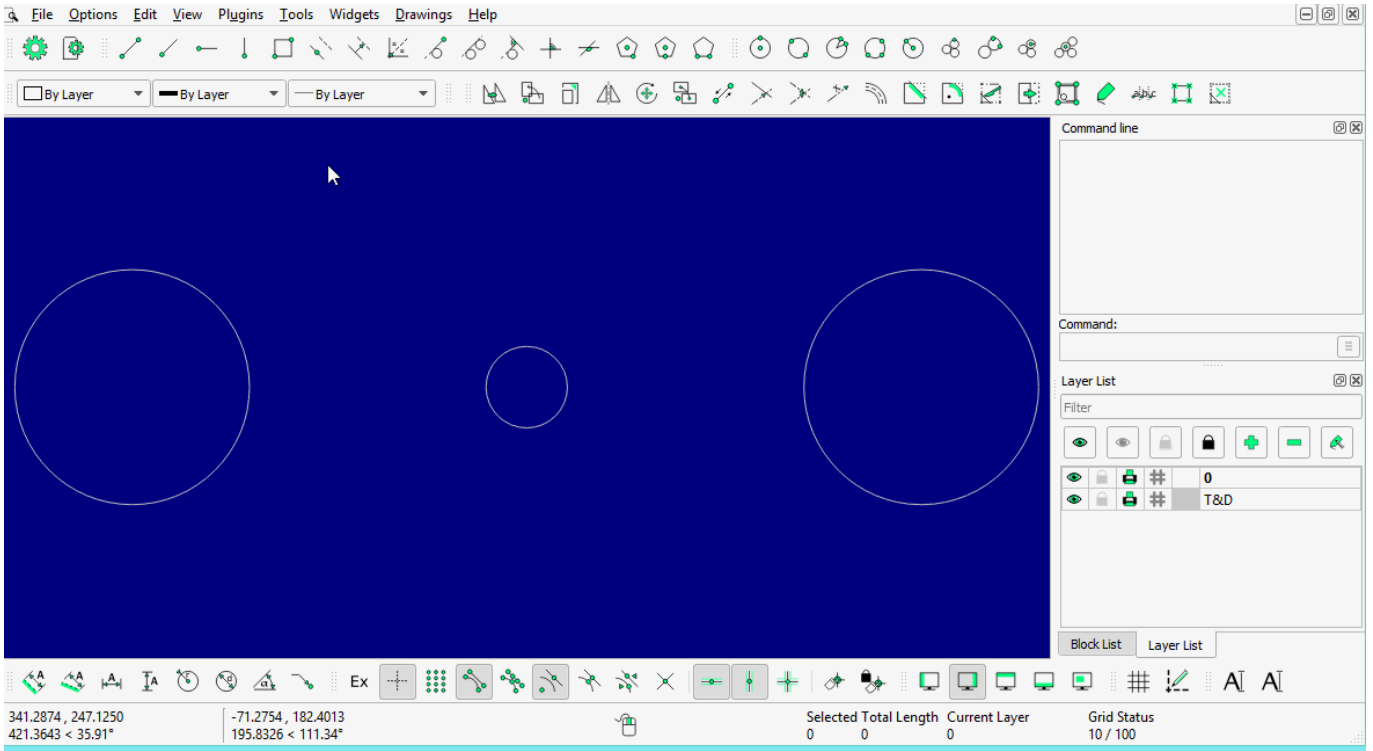 File Options Edit View Plugins Tools Widgets Drawings Help
By Layer By Layer By Layer
Command line
Command:
Layer List
Filter
0
T&D
Block List Layer List
Ex
341.2874 , 247.1250 -71.2754 , 182.4013 Selected Total Length Current Layer Grid Status
421.3643 < 35.91° 195.8326 < 111.34° 0 0 0 10 / 100